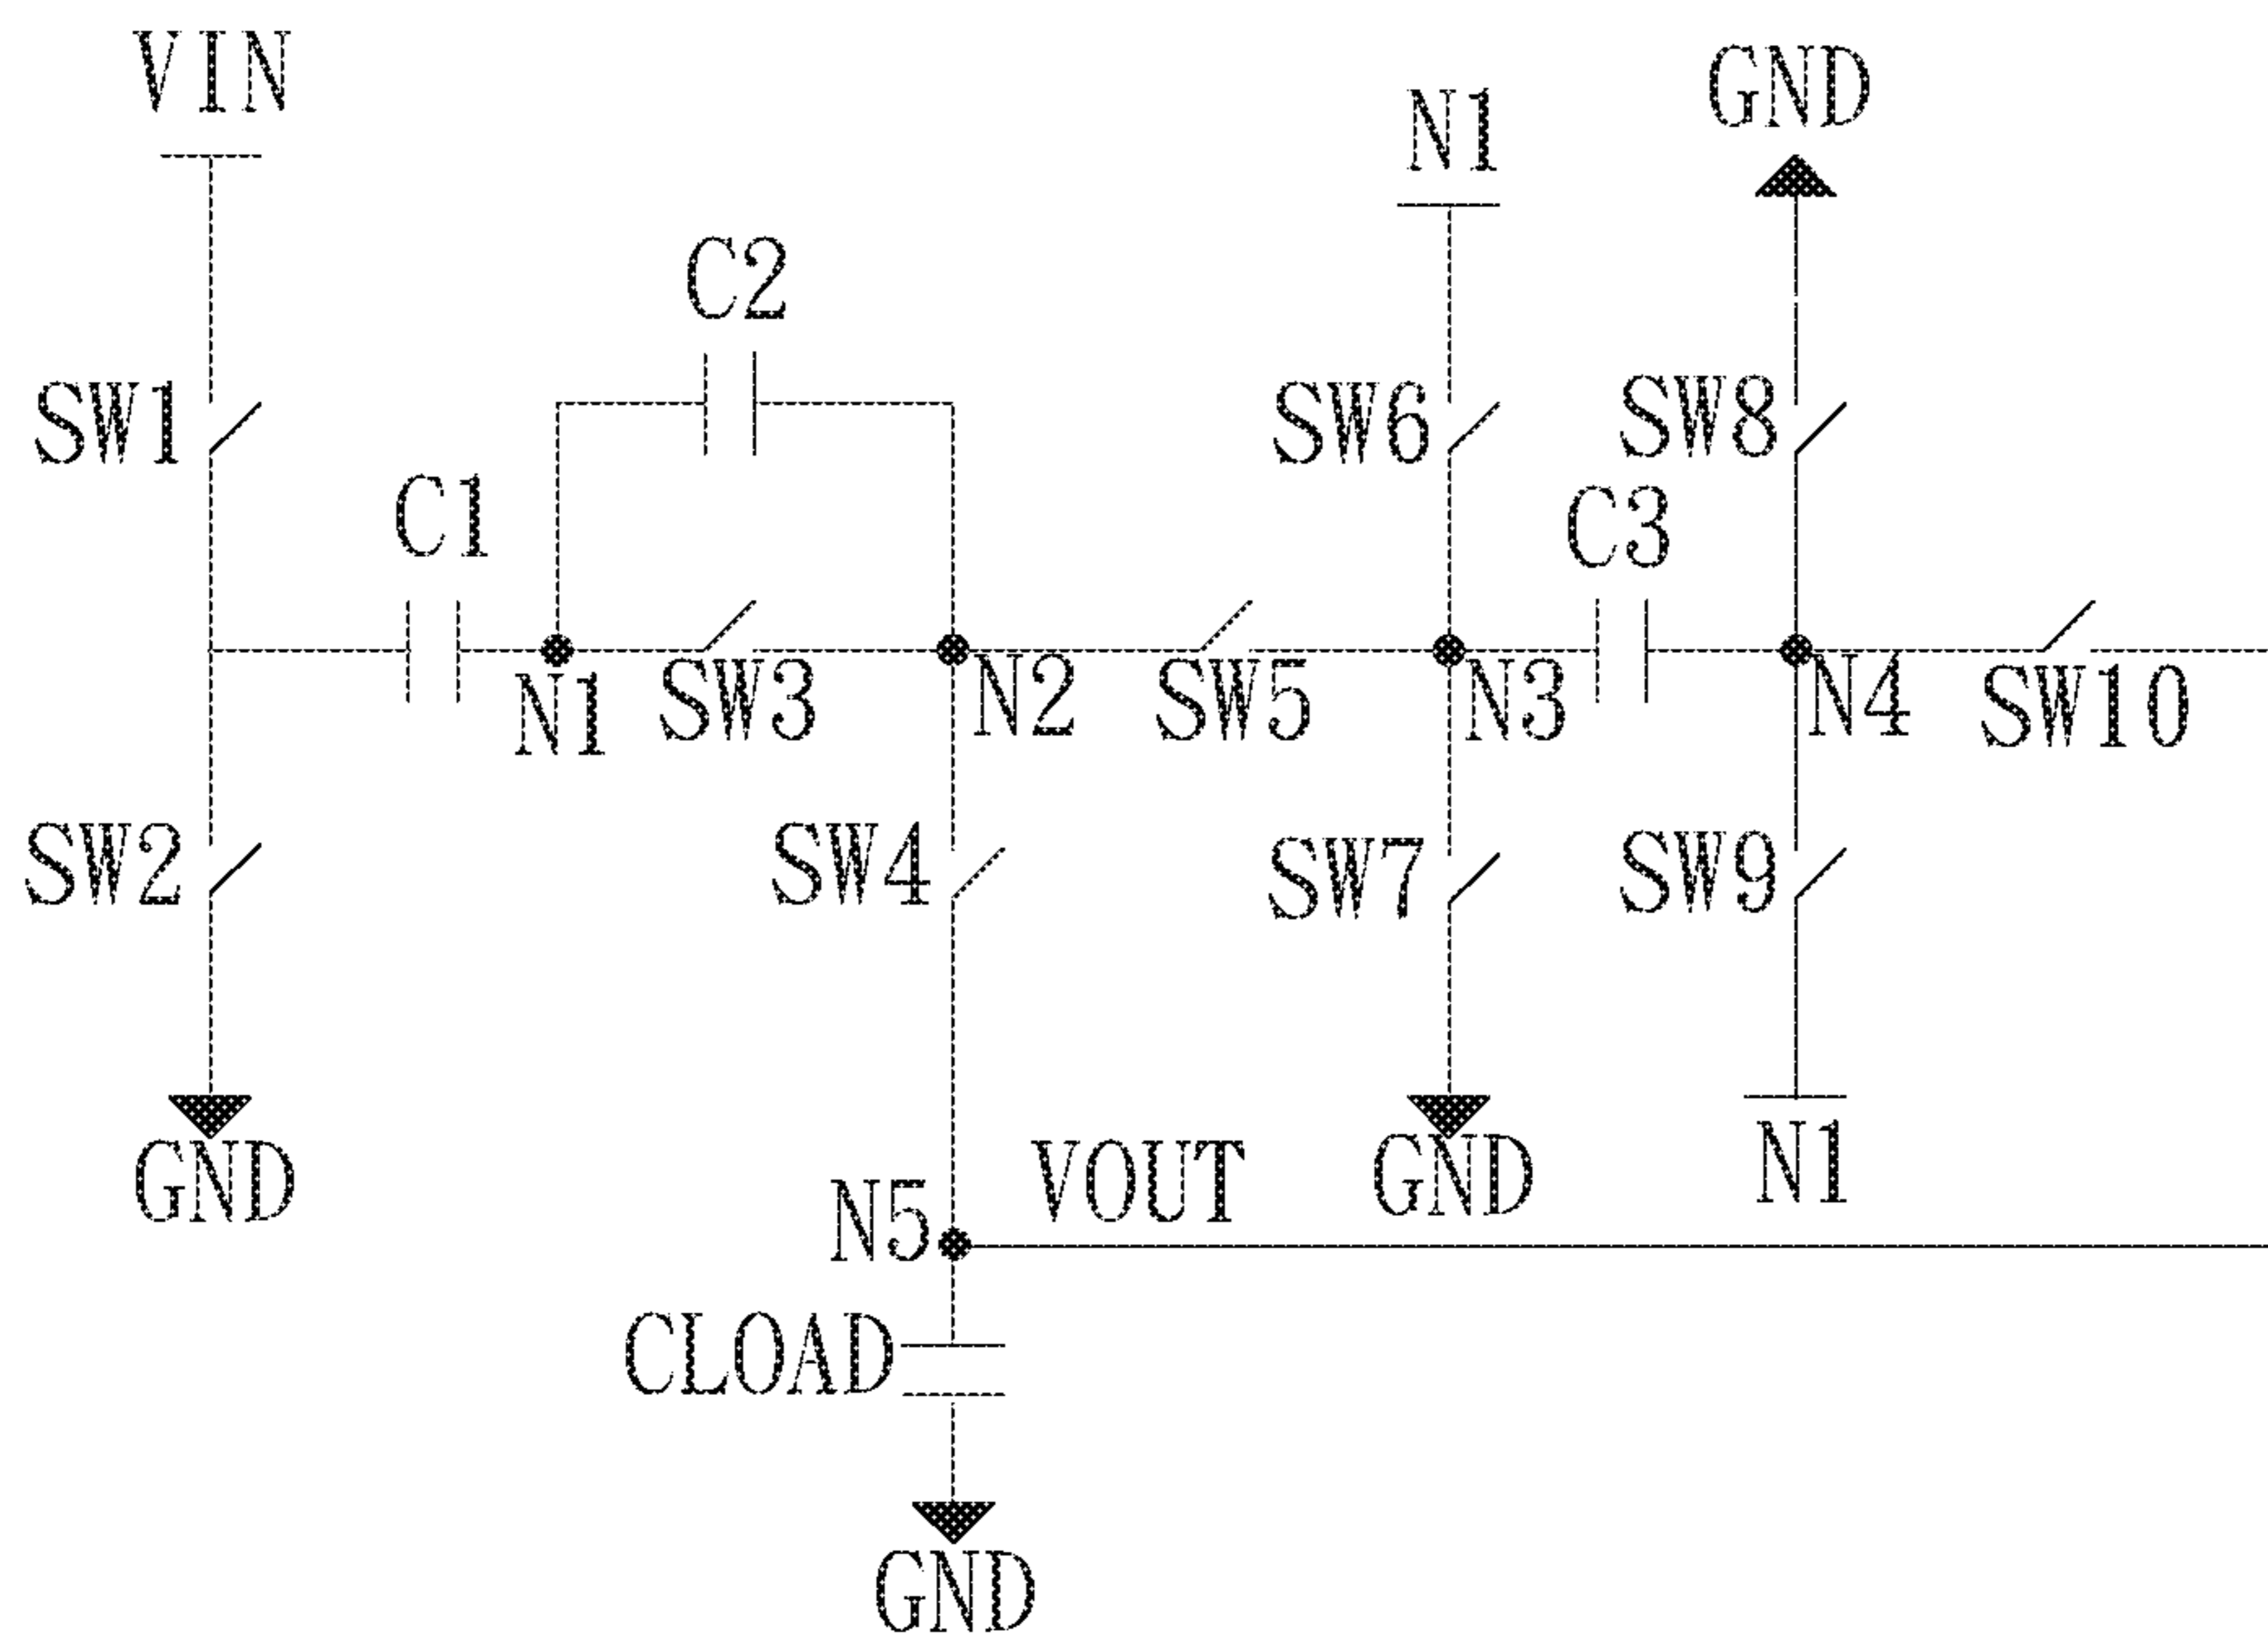 VIN
GND
N1
C2
SW1
SW6
SW8
C1
C3
N1
SW3
N2
SW5
N3
N4
SW10
SW2
SW4
SW7
SW9
GND
N5
VOUT
GND
N1
CLOAD
GND